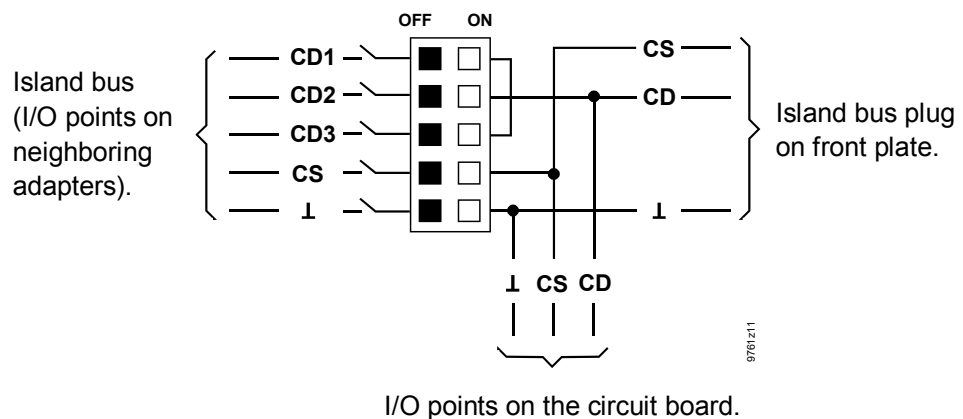 OFF ON
CD1
CS
Island bus
(I/O points on
neighboring
adapters).
CD2
CD
CD3
CS
⊥
⊥
Island bus plug
on front plate.
⊥ CS CD
9761z11
I/O points on the circuit board.